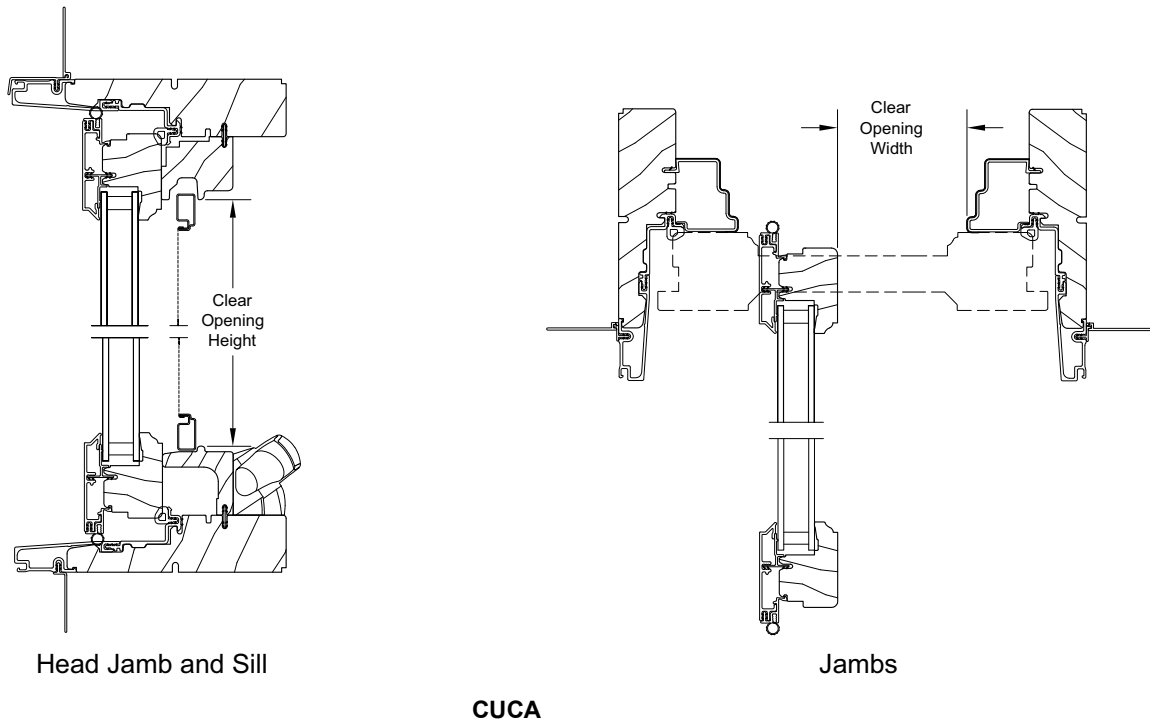 Clear
Opening
Height
Clear
Opening
Width
Head Jamb and Sill
Jambs
CUCA